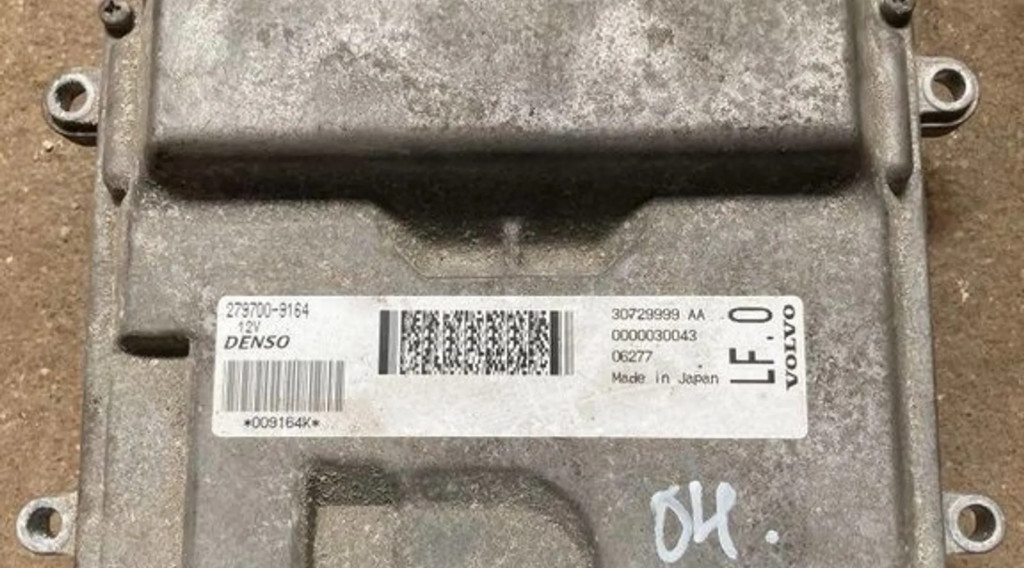 279700-9164
12V
DENSO
*009164K*
30729999 AA
0000030043
06277
Made in Japan
LF.0
VOLVO
04.